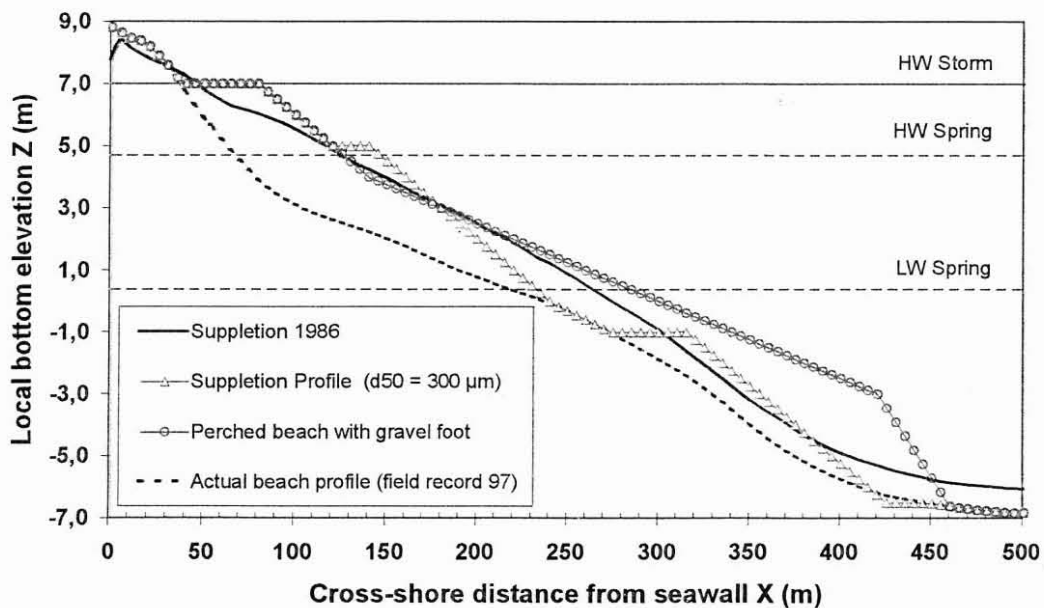 9,0
7,0
5,0
3,0
1,0
-1,0
-3,0
-5,0
-7,0
Local bottom elevation Z (m)
HW Storm
HW Spring
LW Spring
Suppletion 1986
Suppletion Profile (d50 = 300 µm)
Perched beach with gravel foot
Actual beach profile (field record 97)
0 50 100 150 200 250 300 350 400 450 500
Cross-shore distance from seawall X (m)